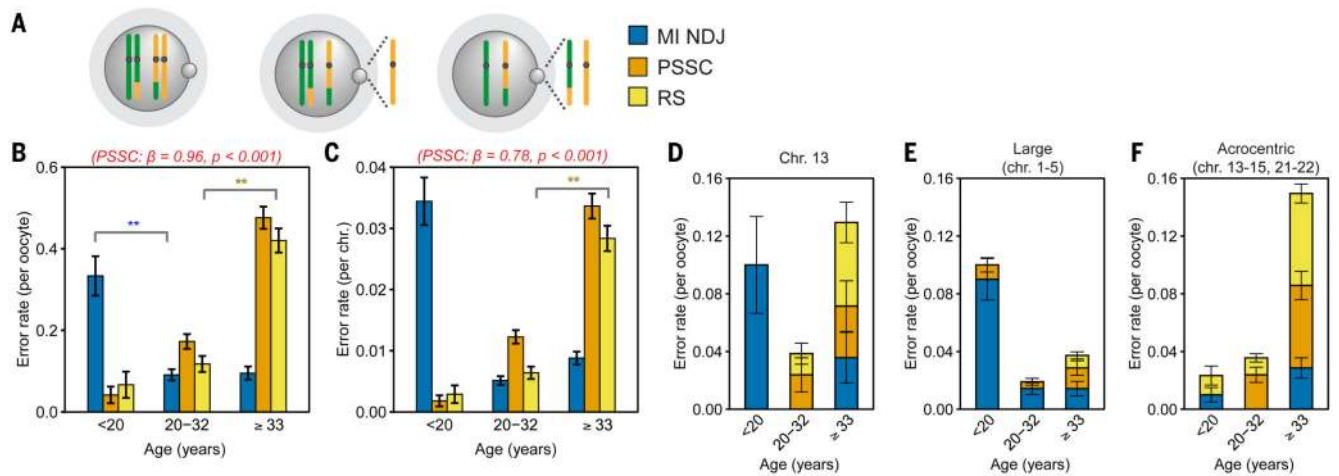 A
MI NDJ
PSSC
RS
B
(PSSC: β = 0.96, p < 0.001)
Error rate (per oocyte)
0.6
0.4
0.2
0.0
**
**
<20
20–32
≥ 33
Age (years)
C
(PSSC: β = 0.78, p < 0.001)
Error rate (per chr.)
0.04
0.03
0.02
0.01
0.00
**
<20
20–32
≥ 33
Age (years)
D
Chr. 13
Error rate (per oocyte)
0.16
0.12
0.08
0.04
0.00
<20
20–32
≥ 33
Age (years)
E
Large
(chr. 1-5)
Error rate (per oocyte)
0.16
0.12
0.08
0.04
0.00
<20
20–32
≥ 33
Age (years)
F
Acrocentric
(chr. 13-15, 21-22)
Error rate (per oocyte)
0.16
0.12
0.08
0.04
0.00
<20
20–32
≥ 33
Age (years)